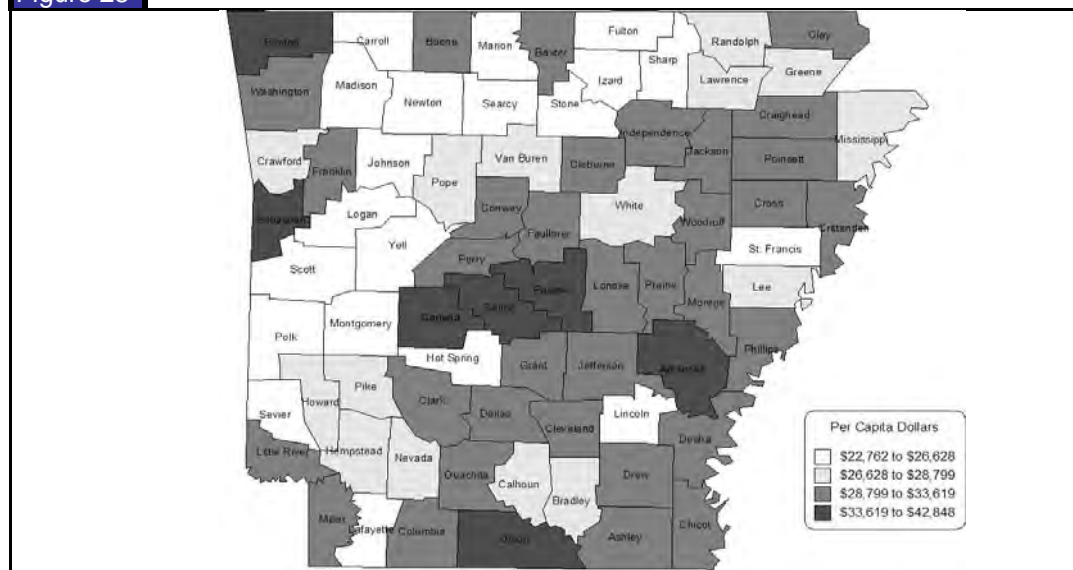 Fulton
Carroll
Boone
Marion
Baxter
Randolph
Clay
Benton
Sharp
Izard
Greene
Lawrence
Madison
Washington
Newton
Searcy
Stone
Craighead
Independence
Mississippi
Jackson
Crawford
Johnson
Van Buren
Cleburne
Poinsett
Franklin
Pope
White
Cross
Conway
Sebastian
Logan
Woodruff
Crittenden
Faulkner
Yell
St. Francis
Perry
Scott
Pulaski
Lonoke
Prairie
Lee
Saline
Monroe
Garland
Montgomery
Polk
Phillips
Hot Spring
Grant
Jefferson
Arkansas
Pike
Clark
Howard
Sevier
Dallas
Lincoln
Cleveland
Desha
Little River
Hempstead
Nevada
Ouachita
Calhoun
Drew
Bradley
Miller
Lafayette
Columbia
Union
Ashley
Chicot
Per Capita Dollars
$22,762 to $26,628
$26,628 to $28,799
$28,799 to $33,619
$33,619 to $42,848